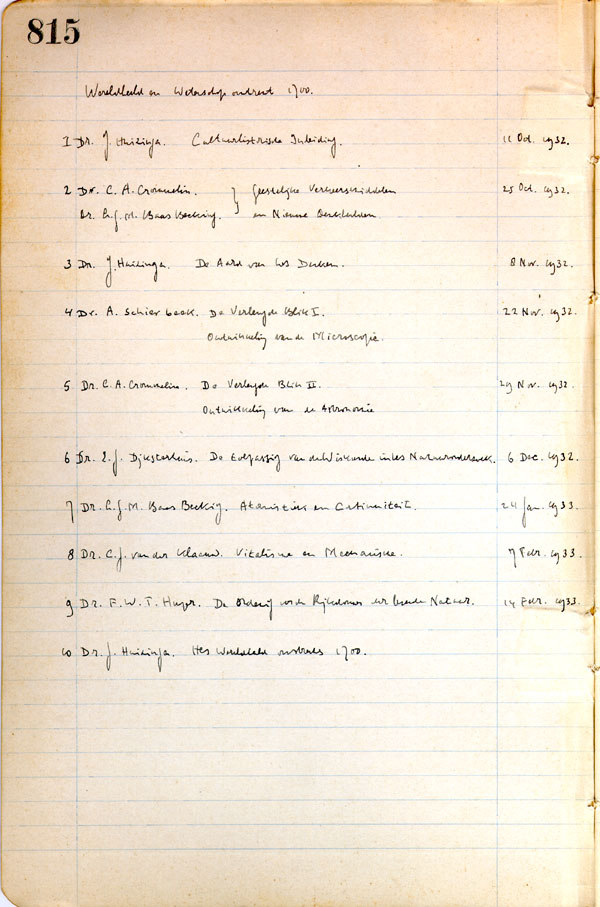 815
Wereldbeeld en Wetenschap omstreeks 1700.
1 Dr. J. Huizinga. Cultuurhistorische Inleiding. 11 Oct. 1932.
2 Dr. C. A. Crommelin. } Geestelijke Verkeersmiddelen 25 Oct. 1932.
Dr. L. G. M. Baas Becking. en Nieuwe Denkbeelden
3 Dr. J. Huizinga. De Aard van het Denken. 8 Nov. 1932.
4 Dr. A. Schierbeek. De Verlengde Blik I. 22 Nov. 1932.
Ontwikkeling van de Microscopie.
5 Dr. C. A. Crommelin. De Verlengde Blik II. 29 Nov. 1932.
Ontwikkeling van de Astronomie
6 Dr. E. J. Dijksterhuis. De toepassing van de Wiskunde in het Natuuronderzoek. 6 Dec. 1932.
7 Dr. L. G. M. Baas Becking. Atomistiek en Continuiteit. 24 Jan. 1933.
8 Dr. C. J. van der Klaauw. Vitalisme en Mechanisme. 7 Febr. 1933.
9 Dr. F. W. T. Hunger. De Ordening van de Rijkdommen der levende Natuur. 14 Febr. 1933.
10 Dr. J. Huizinga. Het Wereldbeeld omstreeks 1700.